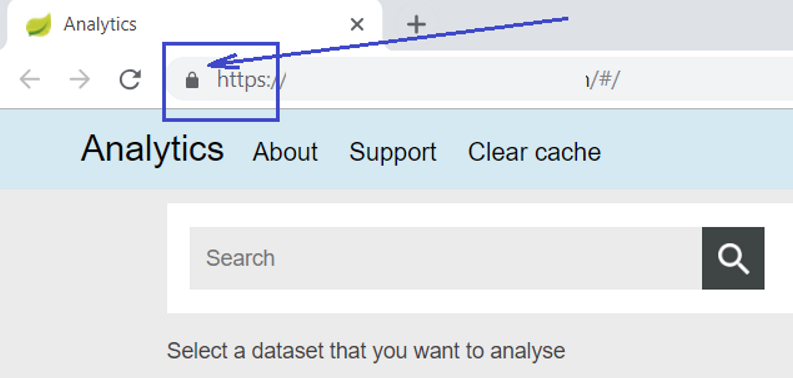 Analytics
https://
/#/
Analytics About Support Clear cache
Search
Select a dataset that you want to analyse